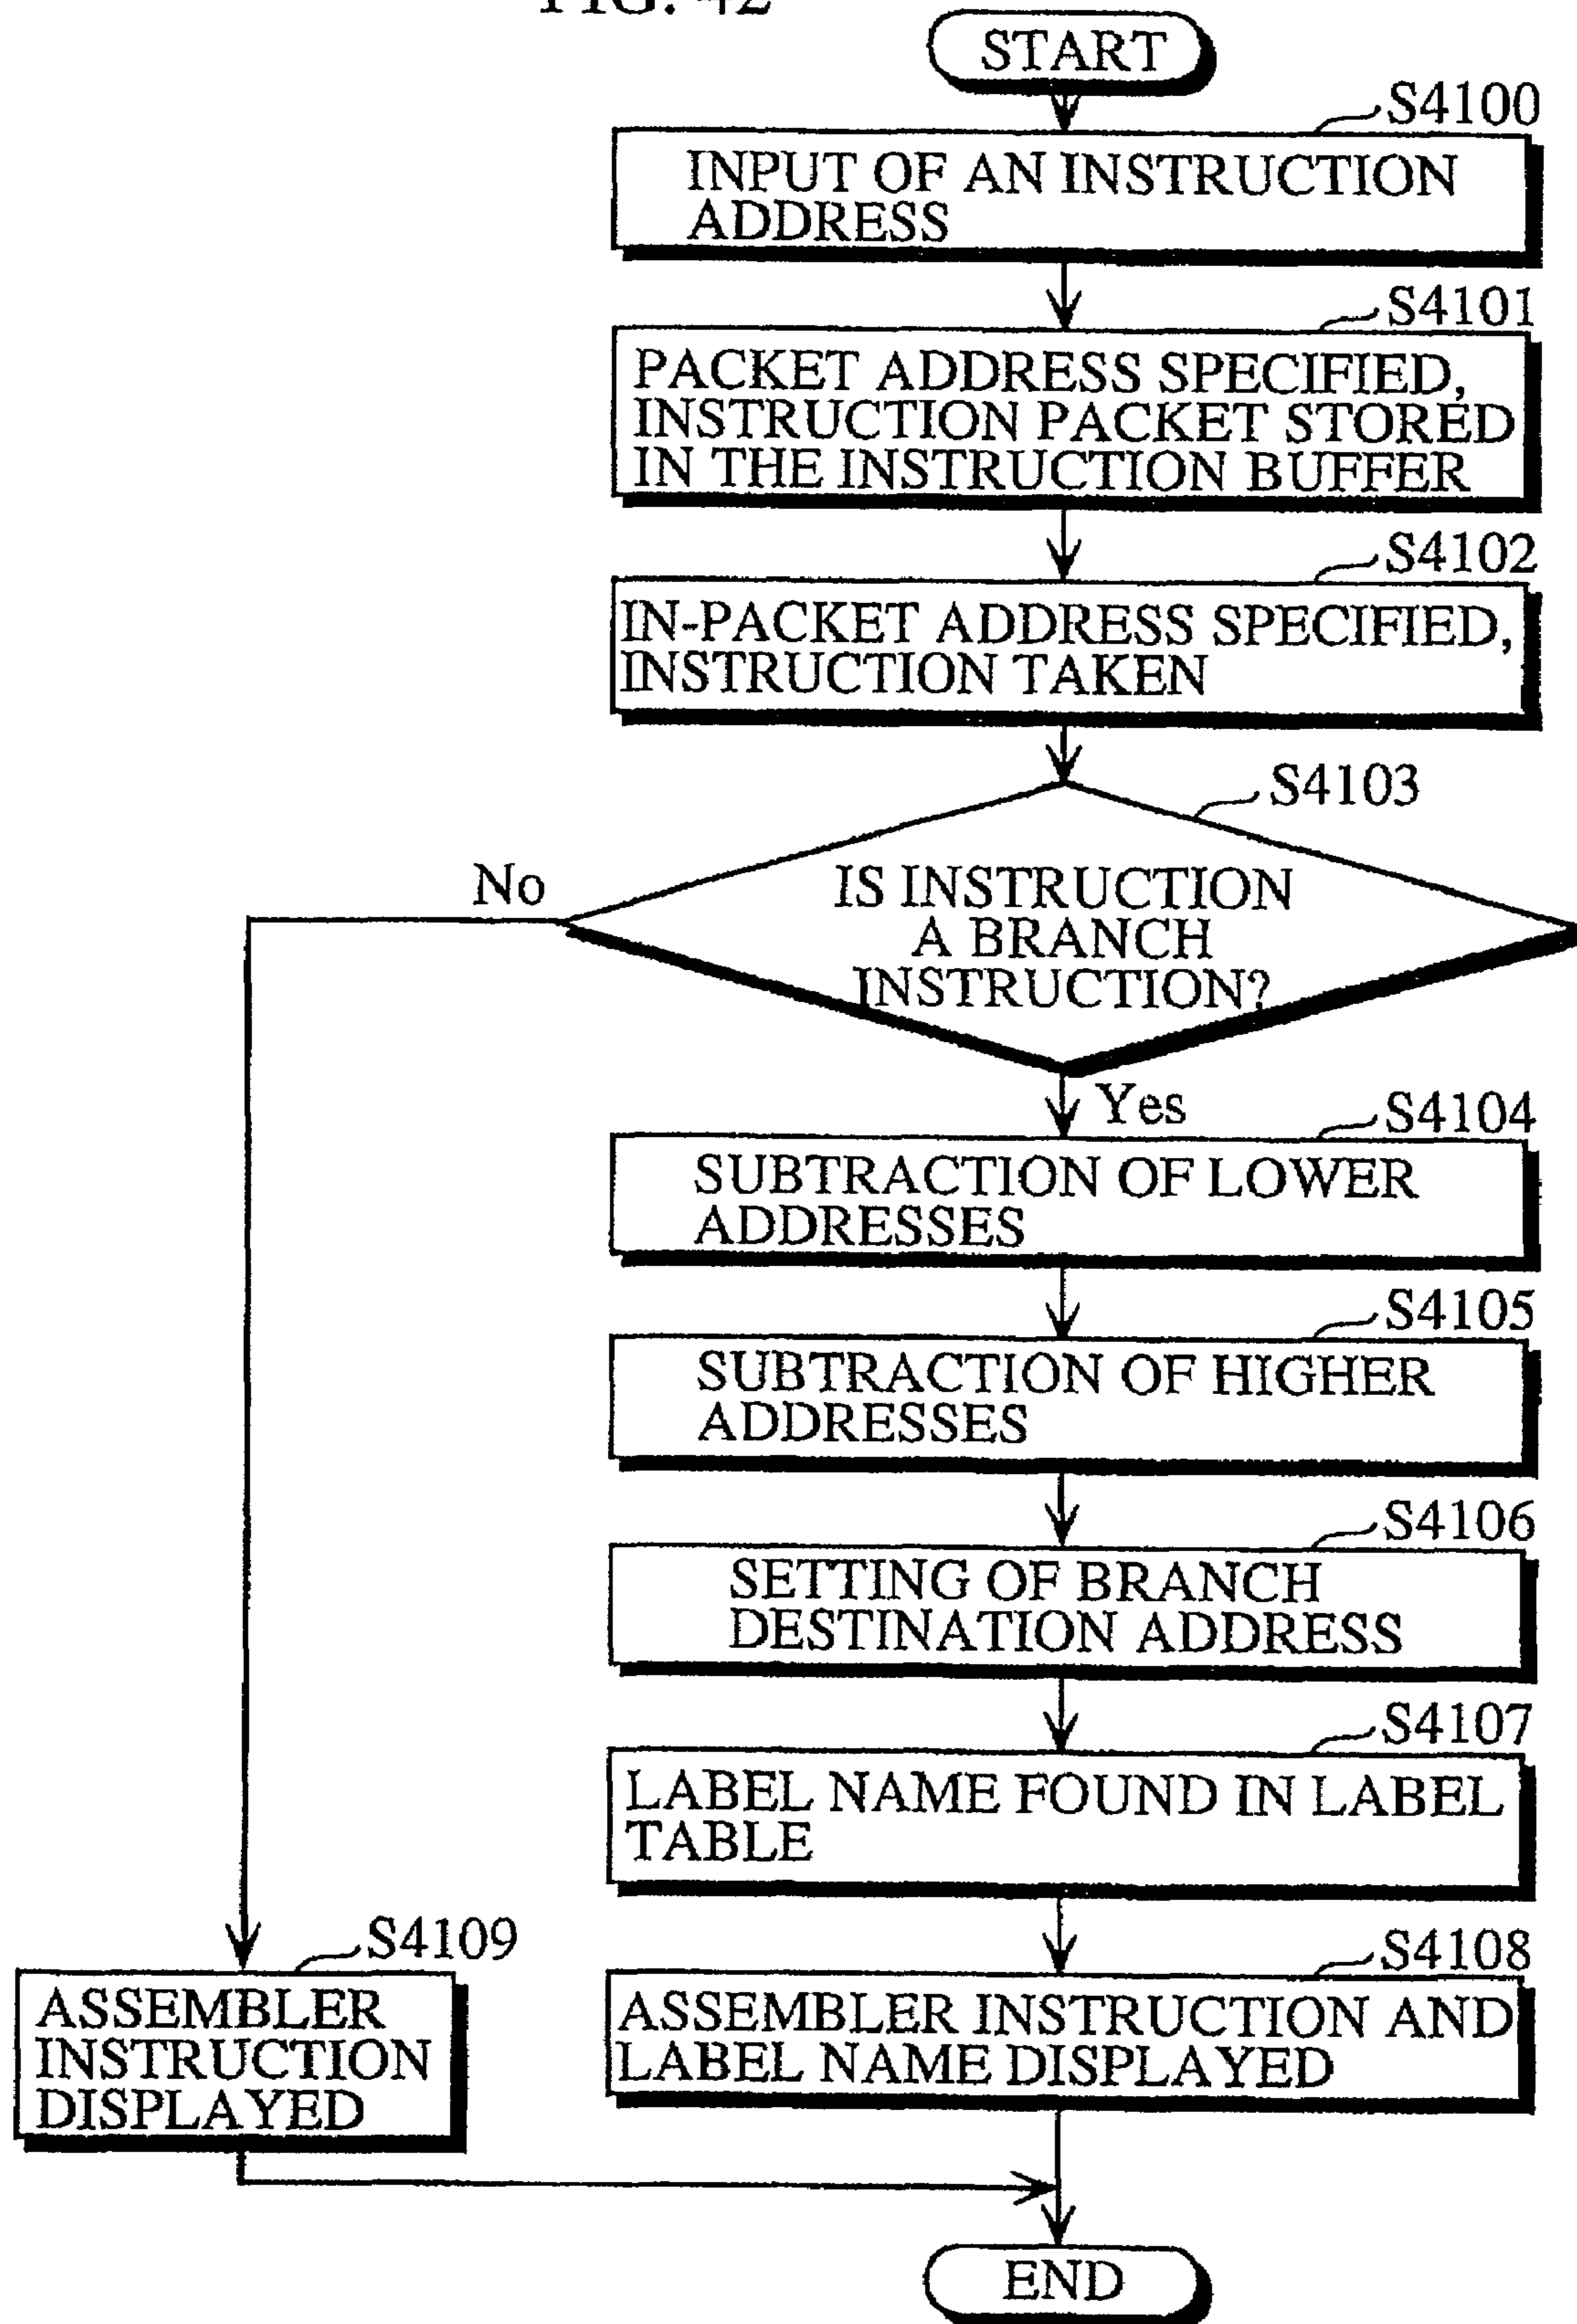 FIG. 42
START
S4100
INPUT OF AN INSTRUCTION
ADDRESS
S4101
PACKET ADDRESS SPECIFIED,
INSTRUCTION PACKET STORED
IN THE INSTRUCTION BUFFER
S4102
IN-PACKET ADDRESS SPECIFIED,
INSTRUCTION TAKEN
S4103
No
IS INSTRUCTION
A BRANCH
INSTRUCTION?
Yes
S4104
SUBTRACTION OF LOWER
ADDRESSES
S4105
SUBTRACTION OF HIGHER
ADDRESSES
S4106
SETTING OF BRANCH
DESTINATION ADDRESS
S4107
LABEL NAME FOUND IN LABEL
TABLE
S4109
ASSEMBLER
INSTRUCTION
DISPLAYED
S4108
ASSEMBLER INSTRUCTION AND
LABEL NAME DISPLAYED
END